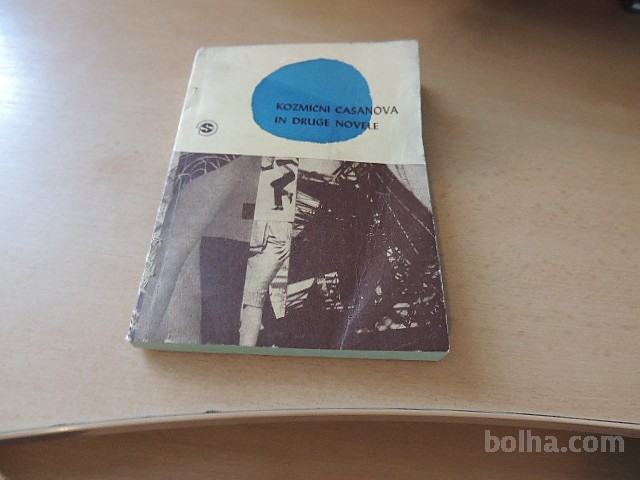 KOZMIČNI CASANOVA
IN DRUGE NOVELE
S
bolha.com